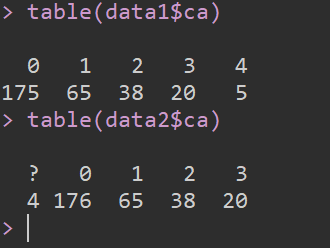 > table(data1$ca)
0 1 2 3 4
175 65 38 20 5
> table(data2$ca)
? 0 1 2 3
4 176 65 38 20
>